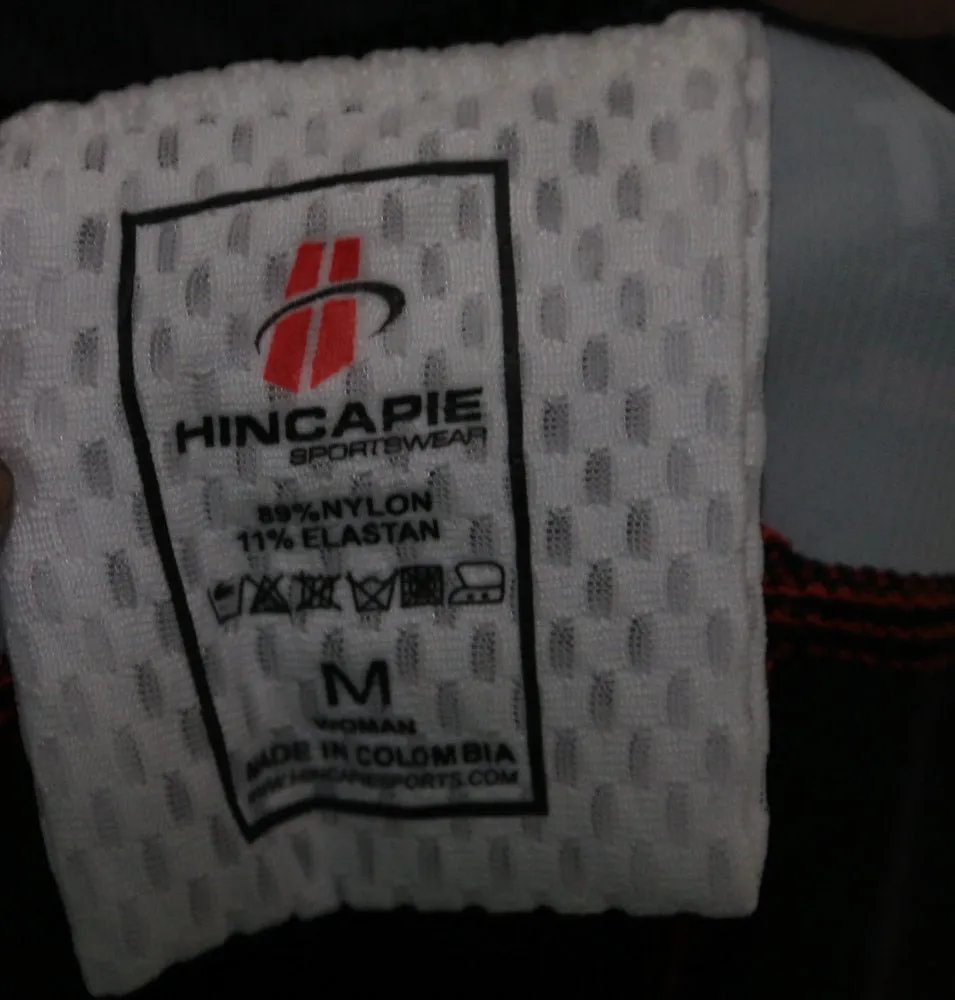 HINCAPIE
SPORTSWEAR
89%NYLON
11% ELASTAN
M
WOMAN
MADE IN COLOMBIA
WWW.HINCAPIESPORTS.COM